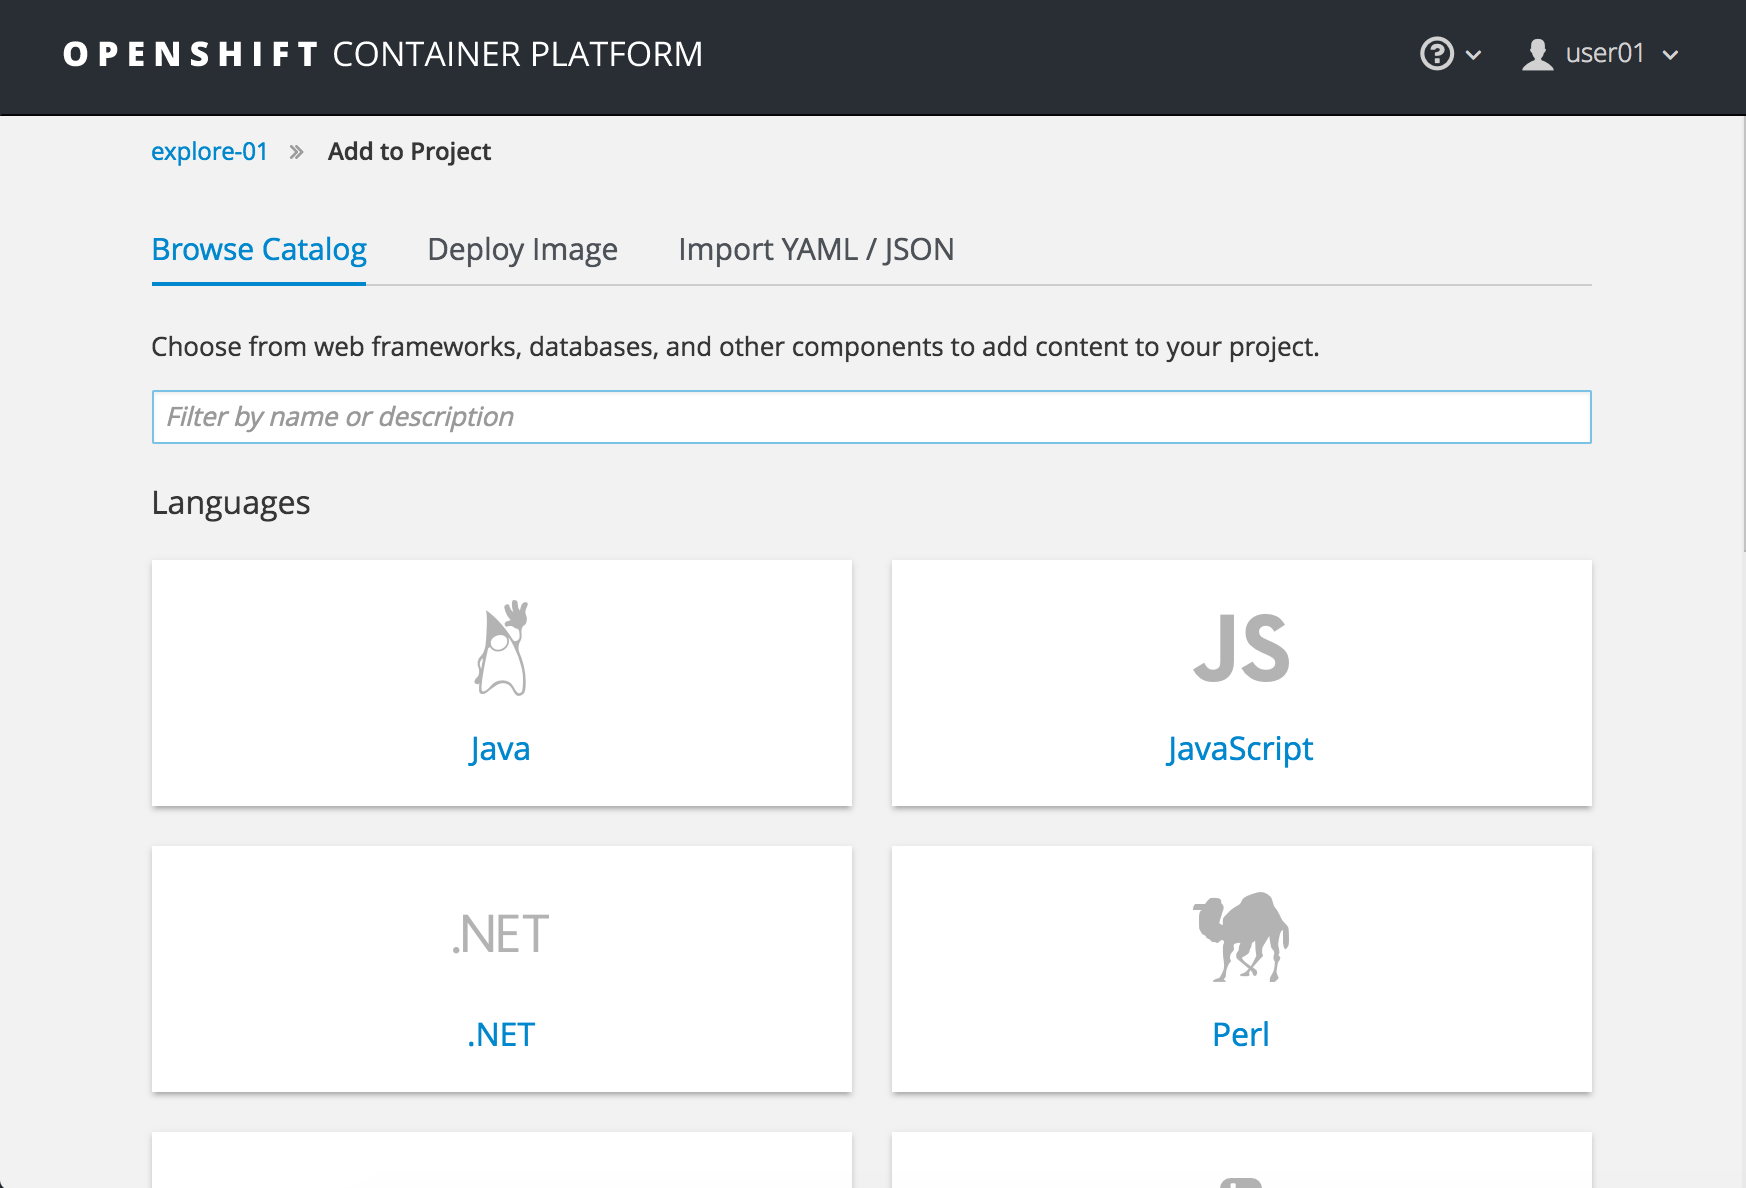 OPENSHIFT CONTAINER PLATFORM
? user01
explore-01 » Add to Project
Browse Catalog Deploy Image Import YAML / JSON
Choose from web frameworks, databases, and other components to add content to your project.
Filter by name or description
Languages
JS
Java JavaScript
.NET
.NET Perl